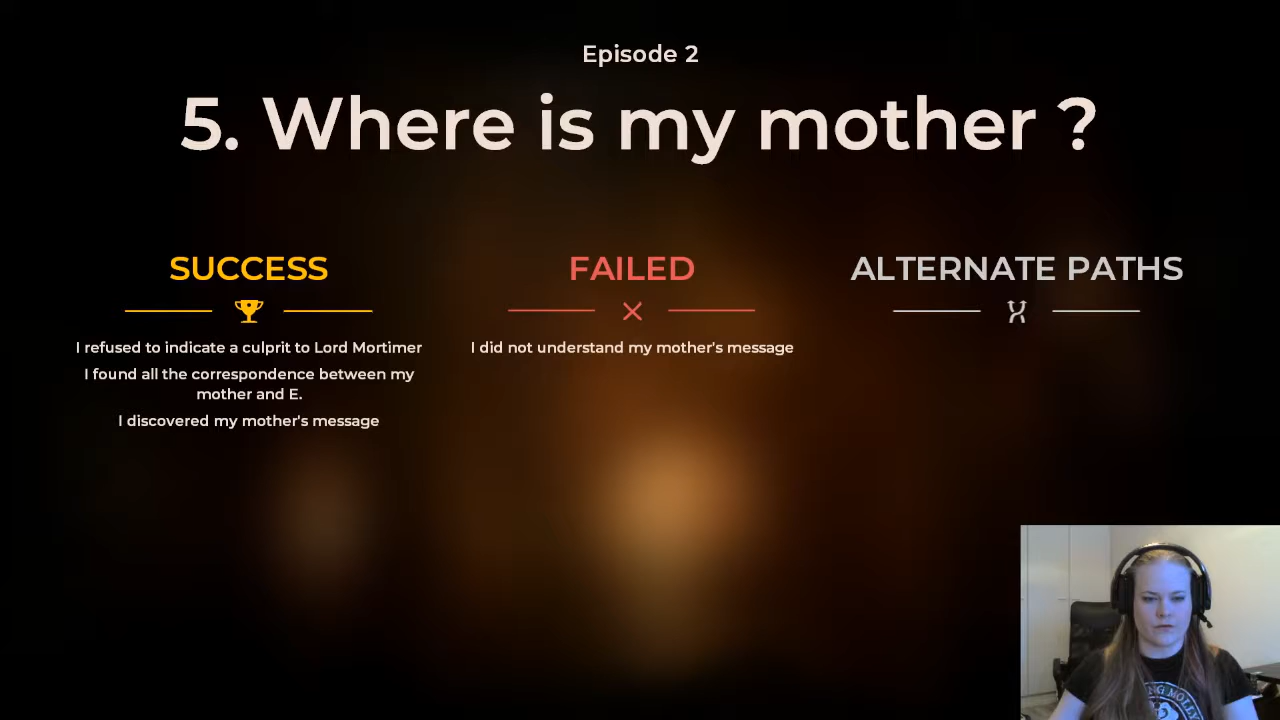 Episode 2
5. Where is my mother ?
SUCCESS
I refused to indicate a culprit to Lord Mortimer
I found all the correspondence between my
mother and E.
I discovered my mother's message
FAILED
I did not understand my mother's message
ALTERNATE PATHS
MOLLY